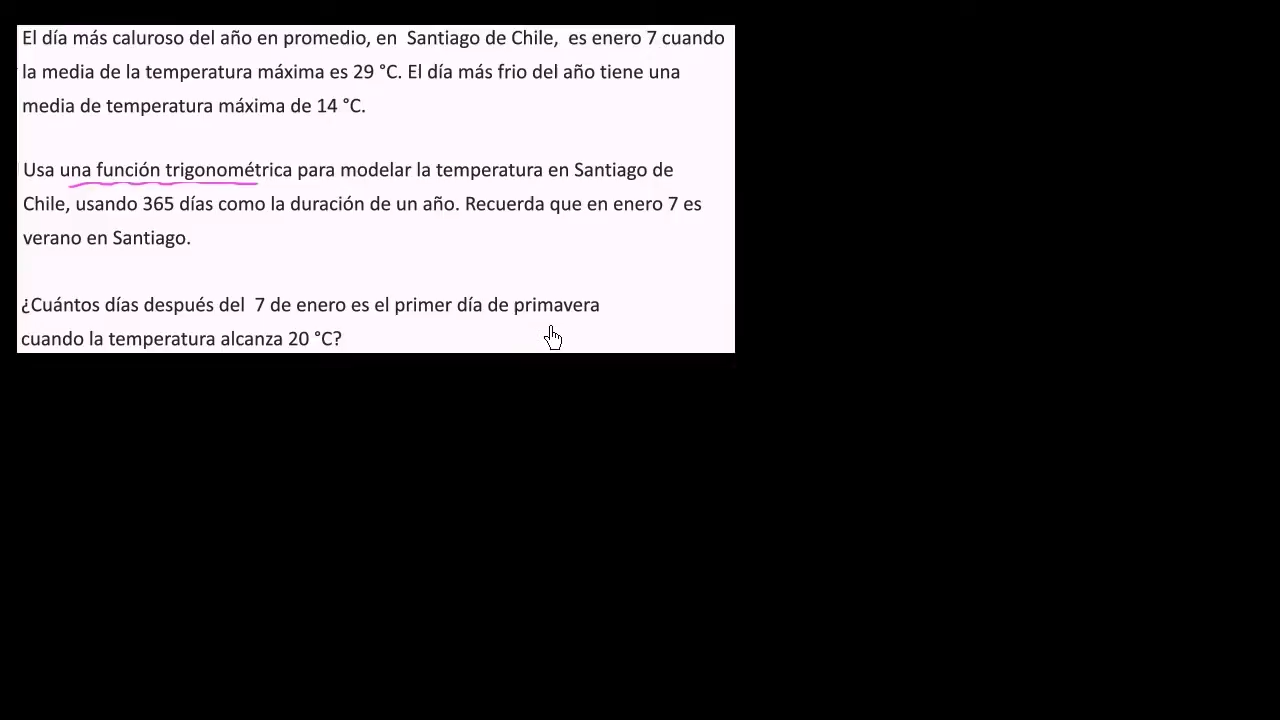 El día más caluroso del año en promedio, en Santiago de Chile, es enero 7 cuando
la media de la temperatura máxima es 29 °C. El día más frio del año tiene una
media de temperatura máxima de 14 °C.
Usa una función trigonométrica para modelar la temperatura en Santiago de
Chile, usando 365 días como la duración de un año. Recuerda que en enero 7 es
verano en Santiago.
¿Cuántos días después del 7 de enero es el primer día de primavera
cuando la temperatura alcanza 20 °C?